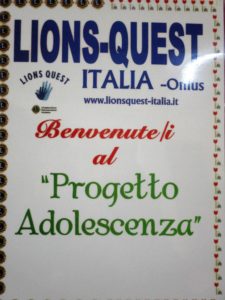 LIONS-QUEST
LIONS QUEST
ITALIA -Onlus
www.lionsquest-italia.it
Benvenute/i
al
"Progetto
Adolescenza"